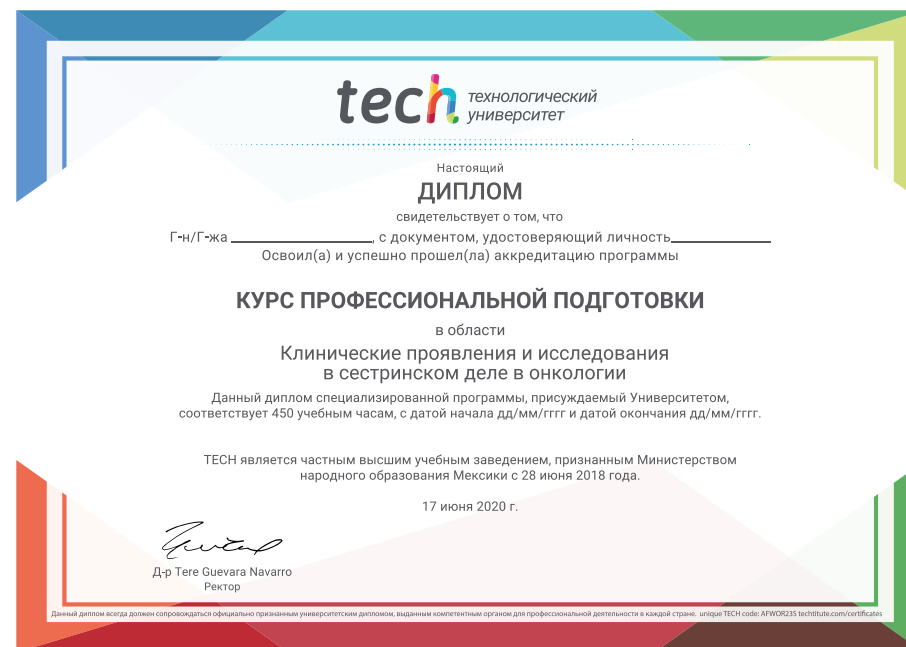 tech технологический
университет
Настоящий
ДИПЛОМ
свидетельствует о том, что
Г-н/Г-жа ____________________, с документом, удостоверяющий личность______________
Освоил(а) и успешно прошел(ла) аккредитацию программы
КУРС ПРОФЕССИОНАЛЬНОЙ ПОДГОТОВКИ
в области
Клинические проявления и исследования
в сестринском деле в онкологии
Данный диплом специализированной программы, присуждаемый Университетом,
соответствует 450 учебным часам, с датой начала дд/мм/гггг и датой окончания дд/мм/гггг.
TECH является частным высшим учебным заведением, признанным Министерством
народного образования Мексики с 28 июня 2018 года.
17 июня 2020 г.
Д-р Tere Guevara Navarro
Ректор
Данный диплом всегда должен сопровождаться официально признанным университетским дипломом, выданным компетентным органом для профессиональной деятельности в каждой стране. unique TECH code: AFWOR235 techtitute.com/certificates